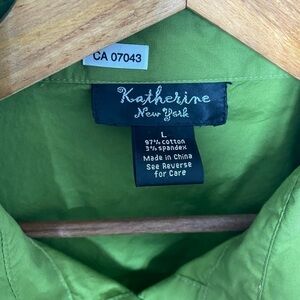 CA 07043
Katherine
New York
L
97% cotton
3% spandex
Made in China
See Reverse
for Care